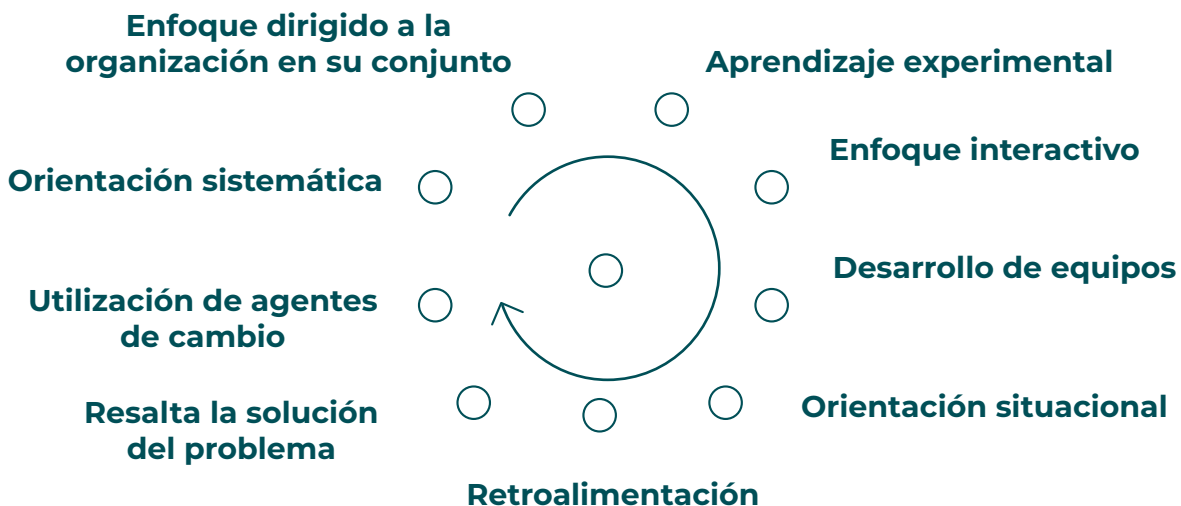 Enfoque dirigido a la
organización en su conjunto
Aprendizaje experimental
Enfoque interactivo
Orientación sistemática
Desarrollo de equipos
Utilización de agentes
de cambio
Resalta la solución
del problema
Orientación situacional
Retroalimentación